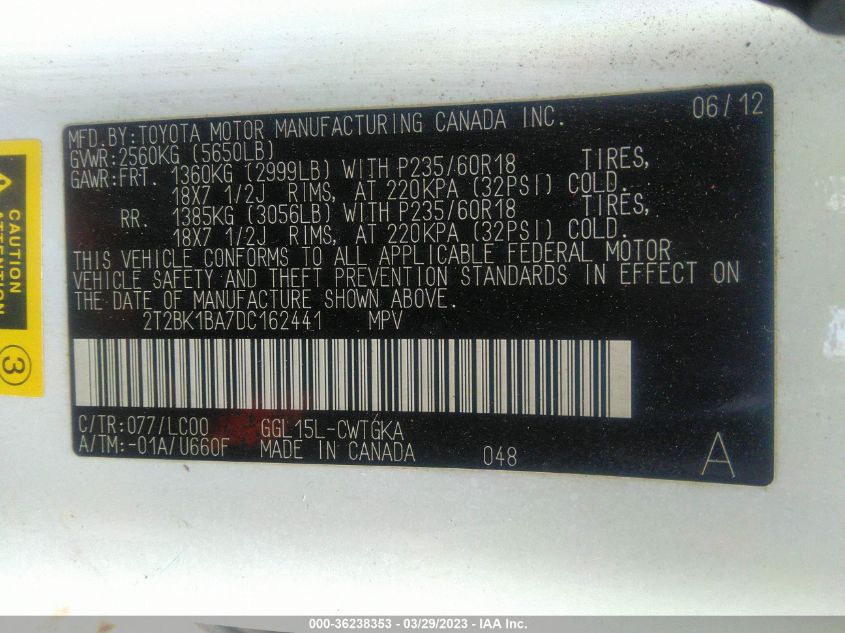 06/12
MFD.BY:TOYOTA MOTOR MANUFACTURING CANADA INC.
GVWR:2560KG (5650LB)
GAWR:FRT. 1360KG (2999LB) WITH P235/60R18 TIRES,
18X7 1/2J RIMS, AT 220KPA (32PSI) COLD.
RR. 1385KG (3056LB) WITH P235/60R18 TIRES,
18X7 1/2J RIMS, AT 220KPA (32PSI) COLD.
THIS VEHICLE CONFORMS TO ALL APPLICABLE FEDERAL MOTOR
VEHICLE SAFETY AND THEFT PREVENTION STANDARDS IN EFFECT ON
THE DATE OF MANUFACTURE SHOWN ABOVE.
2T2BK1BA7DC162441 MPV
C/TR:077/LC00 GGL15L-CWTGKA
A/TM:-01A/U660F MADE IN CANADA 048 A
CAUTION
ATTENTION
3
000-36238353 - 03/29/2023 - IAA Inc.